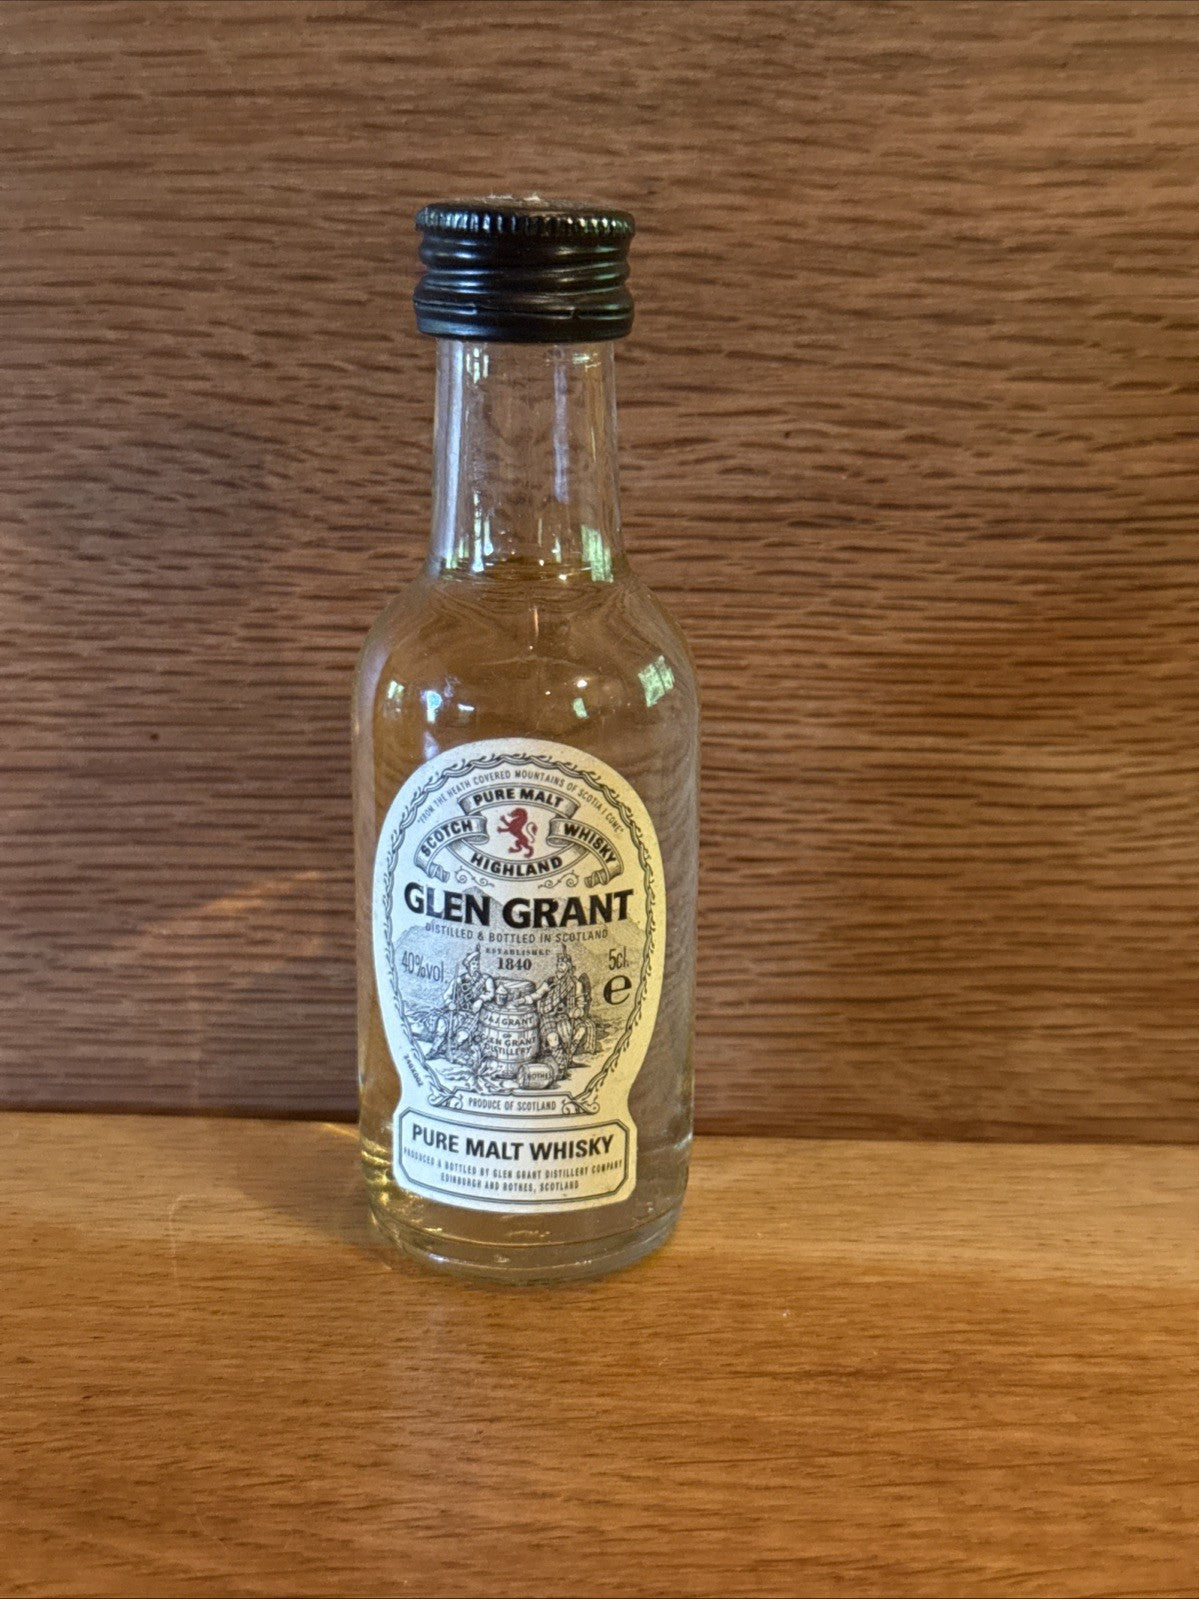 "FROM THE HEATH COVERED MOUNTAINS OF SCOTIA I COME"
PURE MALT
SCOTCH WHISKY
HIGHLAND
GLEN GRANT
DISTILLED & BOTTLED IN SCOTLAND
ESTABLISHED
1840
40%vol.
5cl.
e
J & J GRANT
GLEN GRANT
DISTILLERY
ROTHES
PRODUCE OF SCOTLAND
PURE MALT WHISKY
PRODUCED & BOTTLED BY GLEN GRANT DISTILLERY COMPANY
EDINBURGH AND ROTHES, SCOTLAND